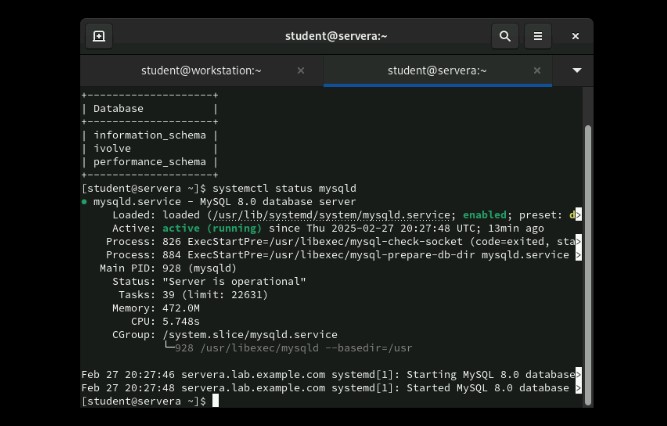 student@servera:~
student@workstation:~ × student@servera:~ ×
+--------------------+
| Database           |
+--------------------+
| information_schema |
| ivolve             |
| performance_schema |
+--------------------+
[student@servera ~]$ systemctl status mysqld
● mysqld.service - MySQL 8.0 database server
     Loaded: loaded (/usr/lib/systemd/system/mysqld.service; enabled; preset: d>
     Active: active (running) since Thu 2025-02-27 20:27:48 UTC; 13min ago
    Process: 826 ExecStartPre=/usr/libexec/mysql-check-socket (code=exited, sta>
    Process: 884 ExecStartPre=/usr/libexec/mysql-prepare-db-dir mysqld.service >
   Main PID: 928 (mysqld)
     Status: "Server is operational"
      Tasks: 39 (limit: 22631)
     Memory: 472.0M
        CPU: 5.748s
     CGroup: /system.slice/mysqld.service
             └─928 /usr/libexec/mysqld --basedir=/usr
Feb 27 20:27:46 servera.lab.example.com systemd[1]: Starting MySQL 8.0 database>
Feb 27 20:27:48 servera.lab.example.com systemd[1]: Started MySQL 8.0 database >
[student@servera ~]$